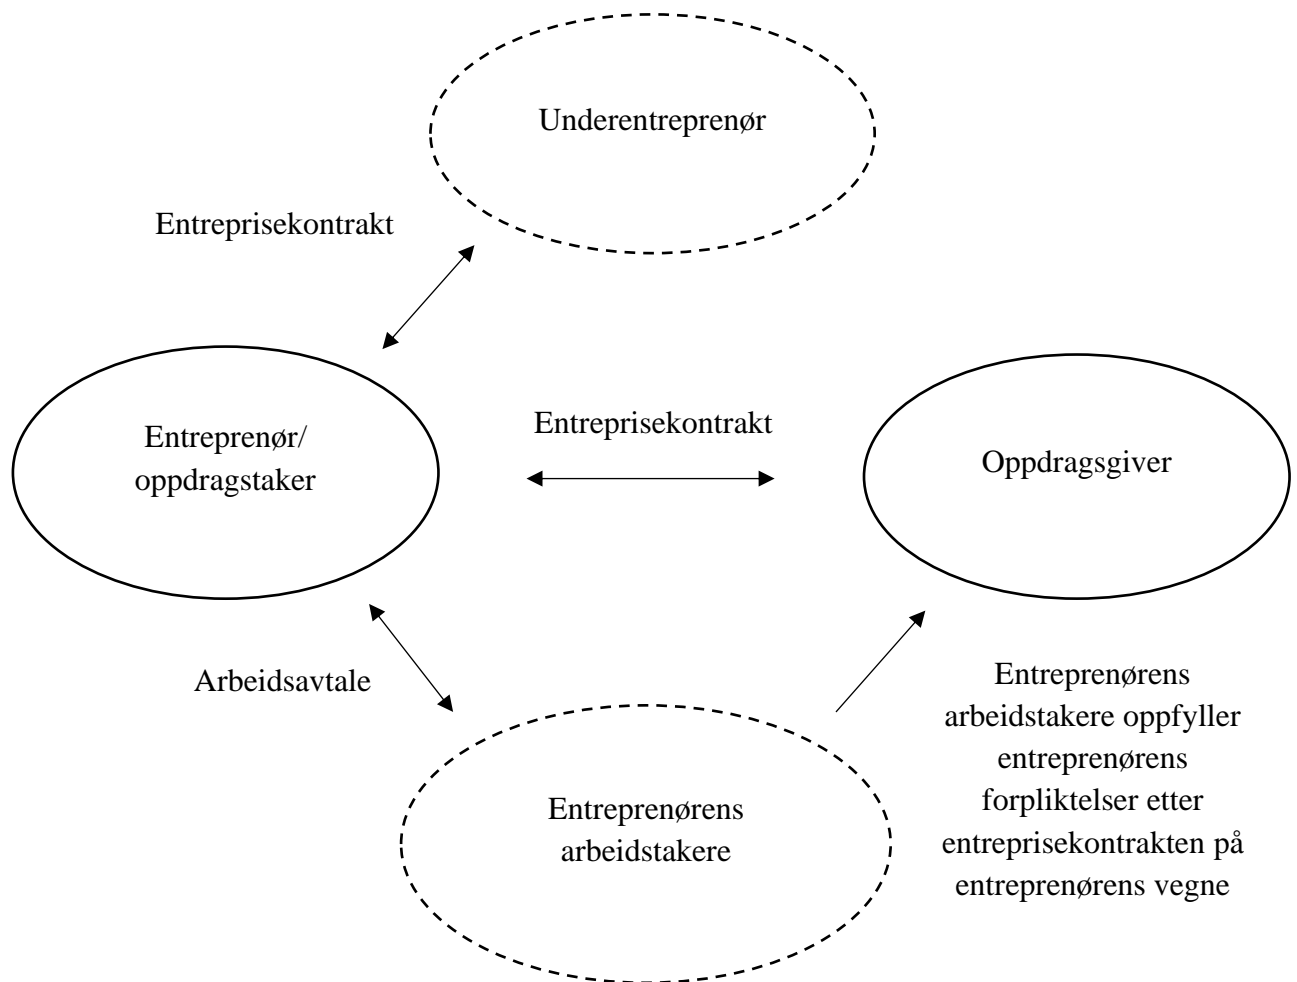 Underentreprenør
Entreprisekontrakt
Entreprenør/
oppdragstaker
Entreprisekontrakt
Oppdragsgiver
Arbeidsavtale
Entreprenørens
arbeidstakere oppfyller
entreprenørens
forpliktelser etter
entreprisekontrakten på
entreprenørens vegne
Entreprenørens
arbeidstakere